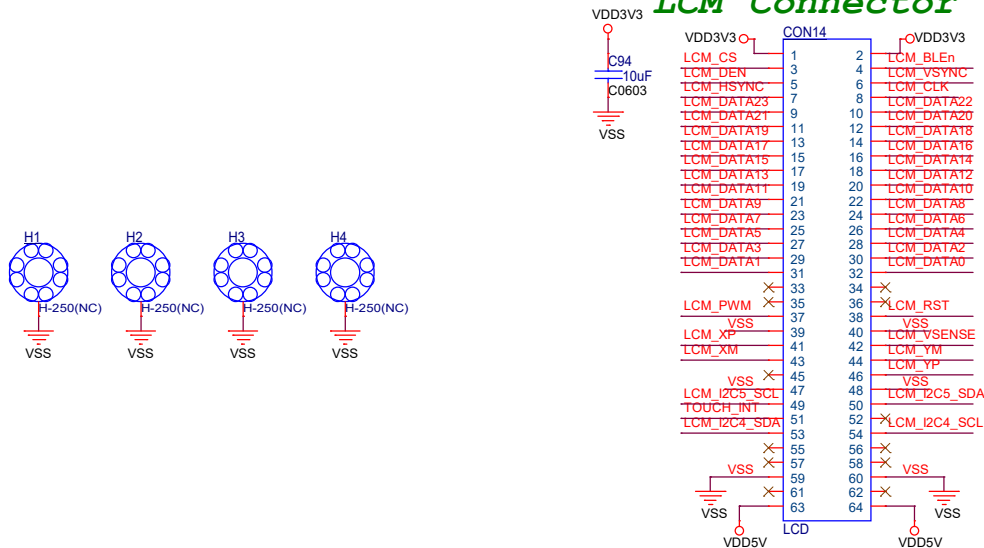 LCM Connector
VDD3V3
C94
10uF
C0603
VSS
VDD3V3 CON14 VDD3V3
1 2
LCM_CS 3 4 LCM_BLEn
LCM_DEN 5 6 LCM_VSYNC
LCM_HSYNC 7 8 LCM_CLK
LCM_DATA23 9 10 LCM_DATA22
LCM_DATA21 11 12 LCM_DATA20
LCM_DATA19 13 14 LCM_DATA18
LCM_DATA17 15 16 LCM_DATA16
LCM_DATA15 17 18 LCM_DATA14
LCM_DATA13 19 20 LCM_DATA12
LCM_DATA11 21 22 LCM_DATA10
LCM_DATA9 23 24 LCM_DATA8
LCM_DATA7 25 26 LCM_DATA6
LCM_DATA5 27 28 LCM_DATA4
LCM_DATA3 29 30 LCM_DATA2
LCM_DATA1 31 32 LCM_DATA0
33 34
35 36
LCM_PWM 37 38 LCM_RST
VSS 39 40 VSS
LCM_XP 41 42 LCM_VSENSE
LCM_XM 43 44 LCM_YM
45 46 LCM_YP
VSS 47 48 VSS
LCM_I2C5_SCL 49 50 LCM_I2C5_SDA
TOUCH_INT 51 52
LCM_I2C4_SDA 53 54 LCM_I2C4_SCL
55 56
57 58
VSS 59 60 VSS
61 62
VSS VSS
63 64
LCD
VDD5V VDD5V
H1 H2 H3 H4
H-250(NC) H-250(NC) H-250(NC) H-250(NC)
VSS VSS VSS VSS